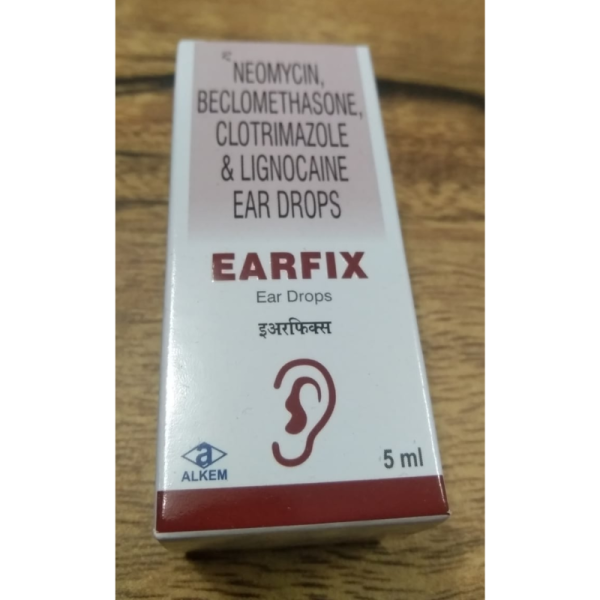 NEOMYCIN,
BECLOMETHASONE,
CLOTRIMAZOLE
& LIGNOCAINE
EAR DROPS
EARFIX
Ear Drops
इअरफिक्स
a
ALKEM
5 ml